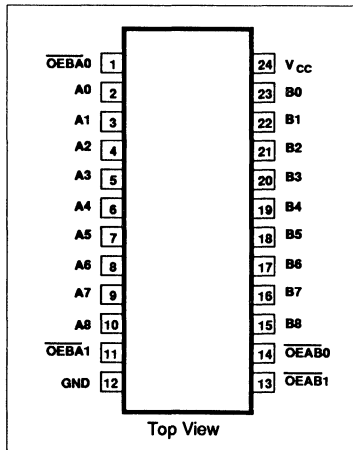 OEBA0 1 24 VCC
A0 2 23 B0
A1 3 22 B1
A2 4 21 B2
A3 5 20 B3
A4 6 19 B4
A5 7 18 B5
A6 8 17 B6
A7 9 16 B7
A8 10 15 B8
OEBA1 11 14 OEAB0
GND 12 13 OEAB1
Top View